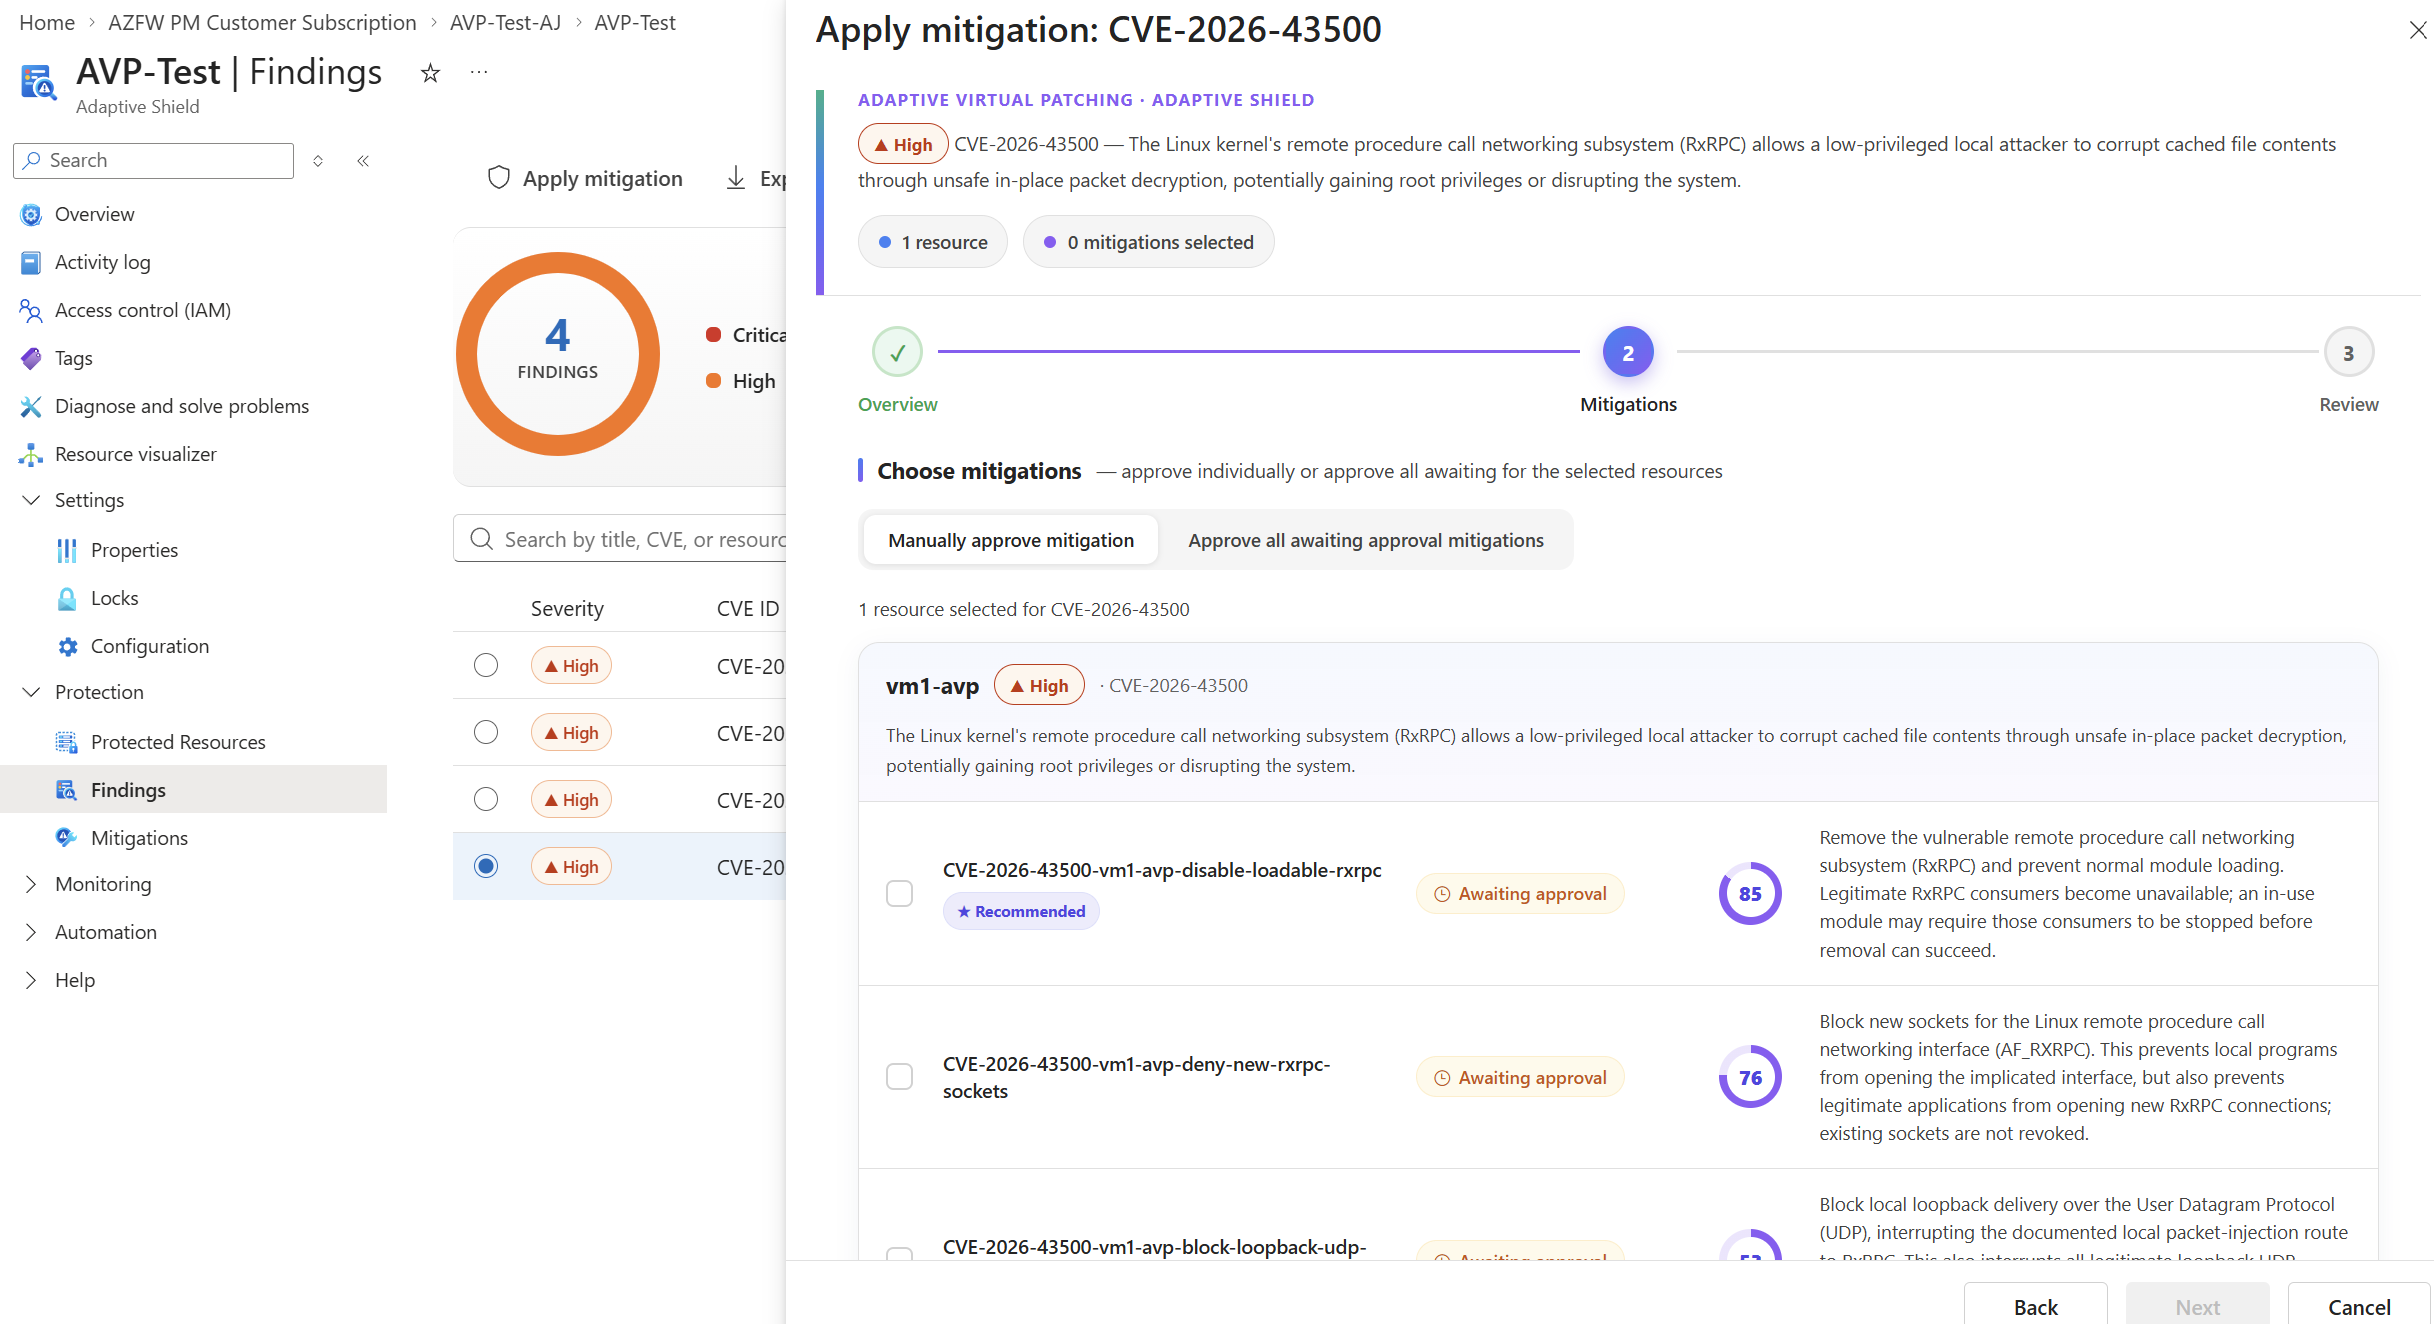 Home > AZFW PM Customer Subscription > AVP-Test-AJ > AVP-Test
AVP-Test | Findings
Adaptive Shield
Search
Overview
Activity log
Access control (IAM)
Tags
Diagnose and solve problems
Resource visualizer
Settings
Properties
Locks
Configuration
Protection
Protected Resources
Findings
Mitigations
Monitoring
Automation
Help
Apply mitigation
Exp
4
FINDINGS
Critica
High
Search by title, CVE, or resourc
Severity CVE ID
High CVE-20
High CVE-20
High CVE-20
High CVE-20
Apply mitigation: CVE-2026-43500
ADAPTIVE VIRTUAL PATCHING · ADAPTIVE SHIELD
High CVE-2026-43500 — The Linux kernel's remote procedure call networking subsystem (RxRPC) allows a low-privileged local attacker to corrupt cached file contents
through unsafe in-place packet decryption, potentially gaining root privileges or disrupting the system.
1 resource
0 mitigations selected
2
3
Overview
Mitigations
Review
Choose mitigations — approve individually or approve all awaiting for the selected resources
Manually approve mitigation
Approve all awaiting approval mitigations
1 resource selected for CVE-2026-43500
vm1-avp High · CVE-2026-43500
The Linux kernel's remote procedure call networking subsystem (RxRPC) allows a low-privileged local attacker to corrupt cached file contents through unsafe in-place packet decryption,
potentially gaining root privileges or disrupting the system.
CVE-2026-43500-vm1-avp-disable-loadable-rxrpc
Recommended
Awaiting approval
85
Remove the vulnerable remote procedure call networking
subsystem (RxRPC) and prevent normal module loading.
Legitimate RxRPC consumers become unavailable; an in-use
module may require those consumers to be stopped before
removal can succeed.
CVE-2026-43500-vm1-avp-deny-new-rxrpc-
sockets
Awaiting approval
76
Block new sockets for the Linux remote procedure call
networking interface (AF_RXRPC). This prevents local programs
from opening the implicated interface, but also prevents
legitimate applications from opening new RxRPC connections;
existing sockets are not revoked.
CVE-2026-43500-vm1-avp-block-loopback-udp-
Awaiting approval
Block local loopback delivery over the User Datagram Protocol
(UDP), interrupting the documented local packet-injection route
to RxRPC. This also interrupts all legitimate loopback UDP
Back
Next
Cancel